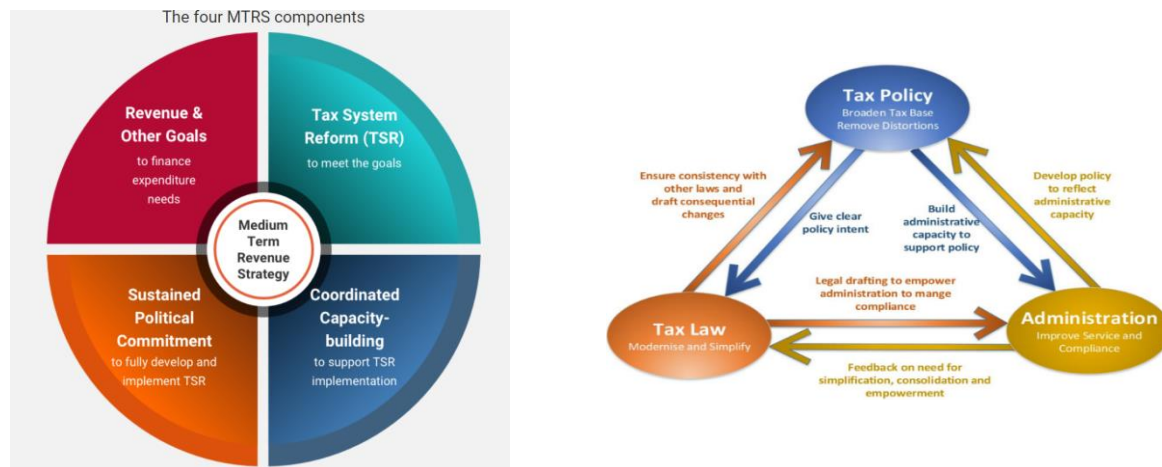 The four MTRS components
Revenue &
Other Goals
to finance
expenditure
needs
Tax System
Reform (TSR)
to meet the goals
Medium
Term
Revenue
Strategy
Sustained
Political
Commitment
to fully develop and
implement TSR
Coordinated
Capacity-
building
to support TSR
implementation
Tax Policy
Broaden Tax Base
Remove Distortions
Ensure consistency with
other laws and
draft consequential
changes
Give clear
policy intent
Build
administrative
capacity to
support policy
Develop policy
to reflect
administrative
capacity
Legal drafting to empower
administration to mange
compliance
Tax Law
Modernise and Simplify
Administration
Improve Service and
Compliance
Feedback on need for
simplification, consolidation and
empowerment